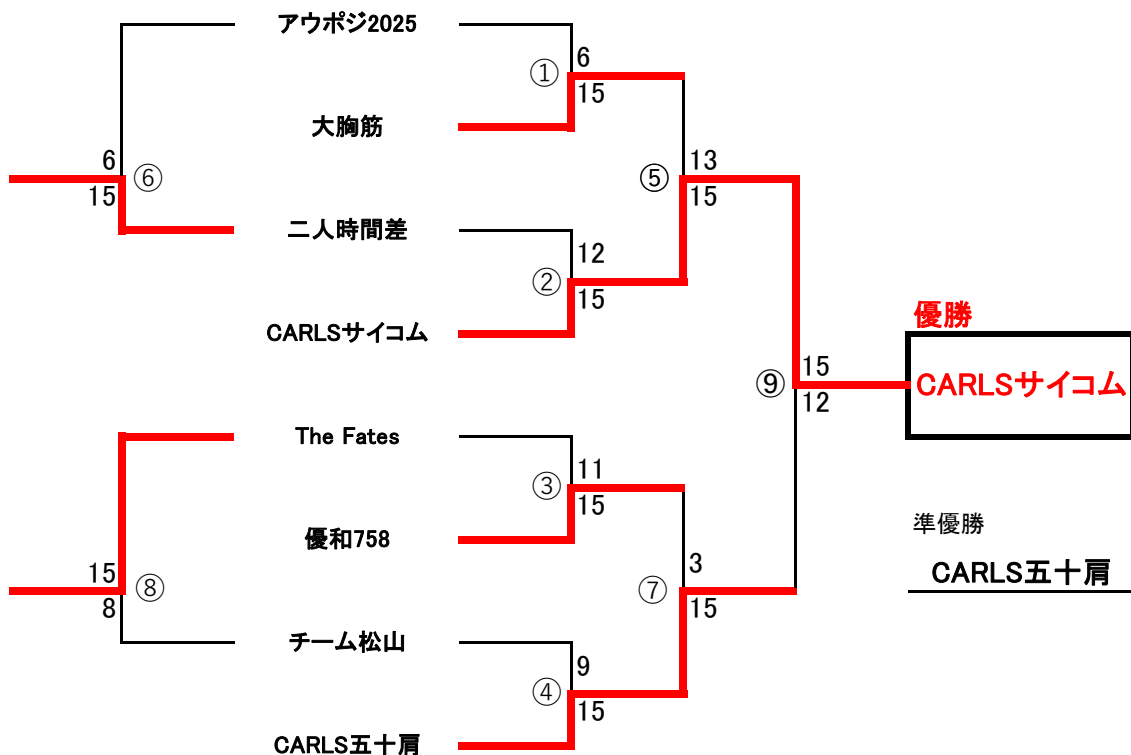 アウポジ2025
6
①
15
大胸筋
6
⑥
15
13
⑤
15
二人時間差
12
②
15
CARLSサイコム
優勝
15
⑨
12
CARLSサイコム
The Fates
11
③
15
優和758
準優勝
CARLS五十肩
15
⑧
8
3
⑦
15
チーム松山
9
④
15
CARLS五十肩